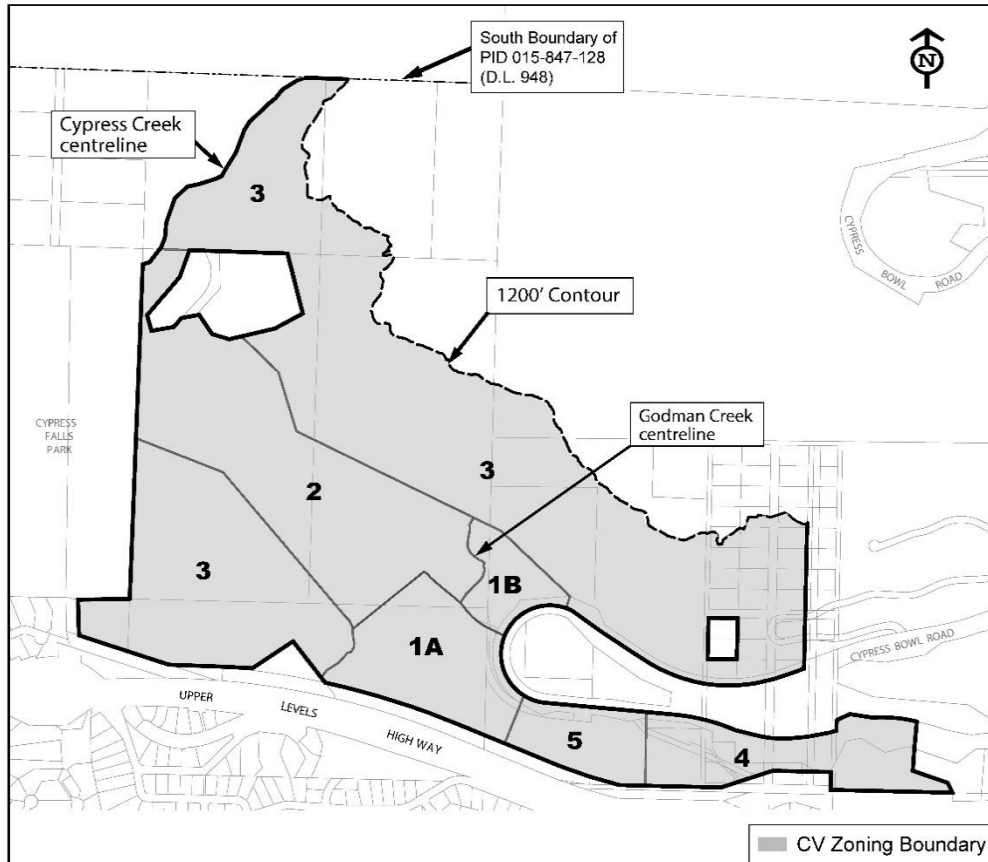 South Boundary of
PID 015-847-128
(D.L. 948)
N
Cypress Creek
centreline
3
CYPRESS
BOWL
ROAD
1200' Contour
CYPRESS
FALLS
PARK
Godman Creek
centreline
3
2
3
1B
1A
CYPRESS BOWL ROAD
UPPER
LEVELS
HIGH WAY
5
4
CV Zoning Boundary